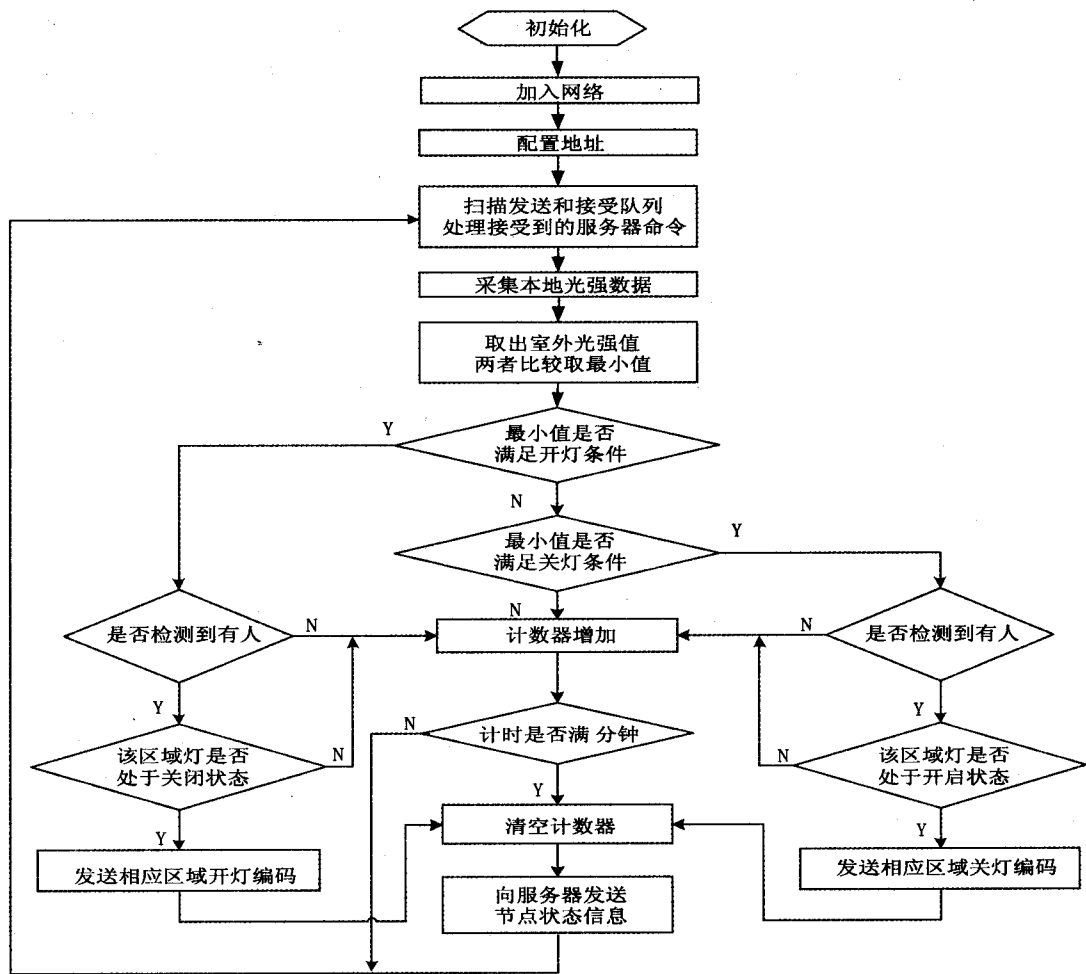 初始化
加入网络
配置地址
扫描发送和接受队列
处理接受到的服务器命令
采集本地光强数据
取出室外光强值
两者比较取最小值
Y
最小值是否
满足开灯条件
N
Y
最小值是否
满足关灯条件
N
是否检测到有人
N
计数器增加
N
是否检测到有人
Y
Y
该区域灯是否
处于关闭状态
N
N
计时是否满 分钟
N
该区域灯是否
处于开启状态
Y
Y
Y
清空计数器
发送相应区域开灯编码
发送相应区域关灯编码
向服务器发送
节点状态信息